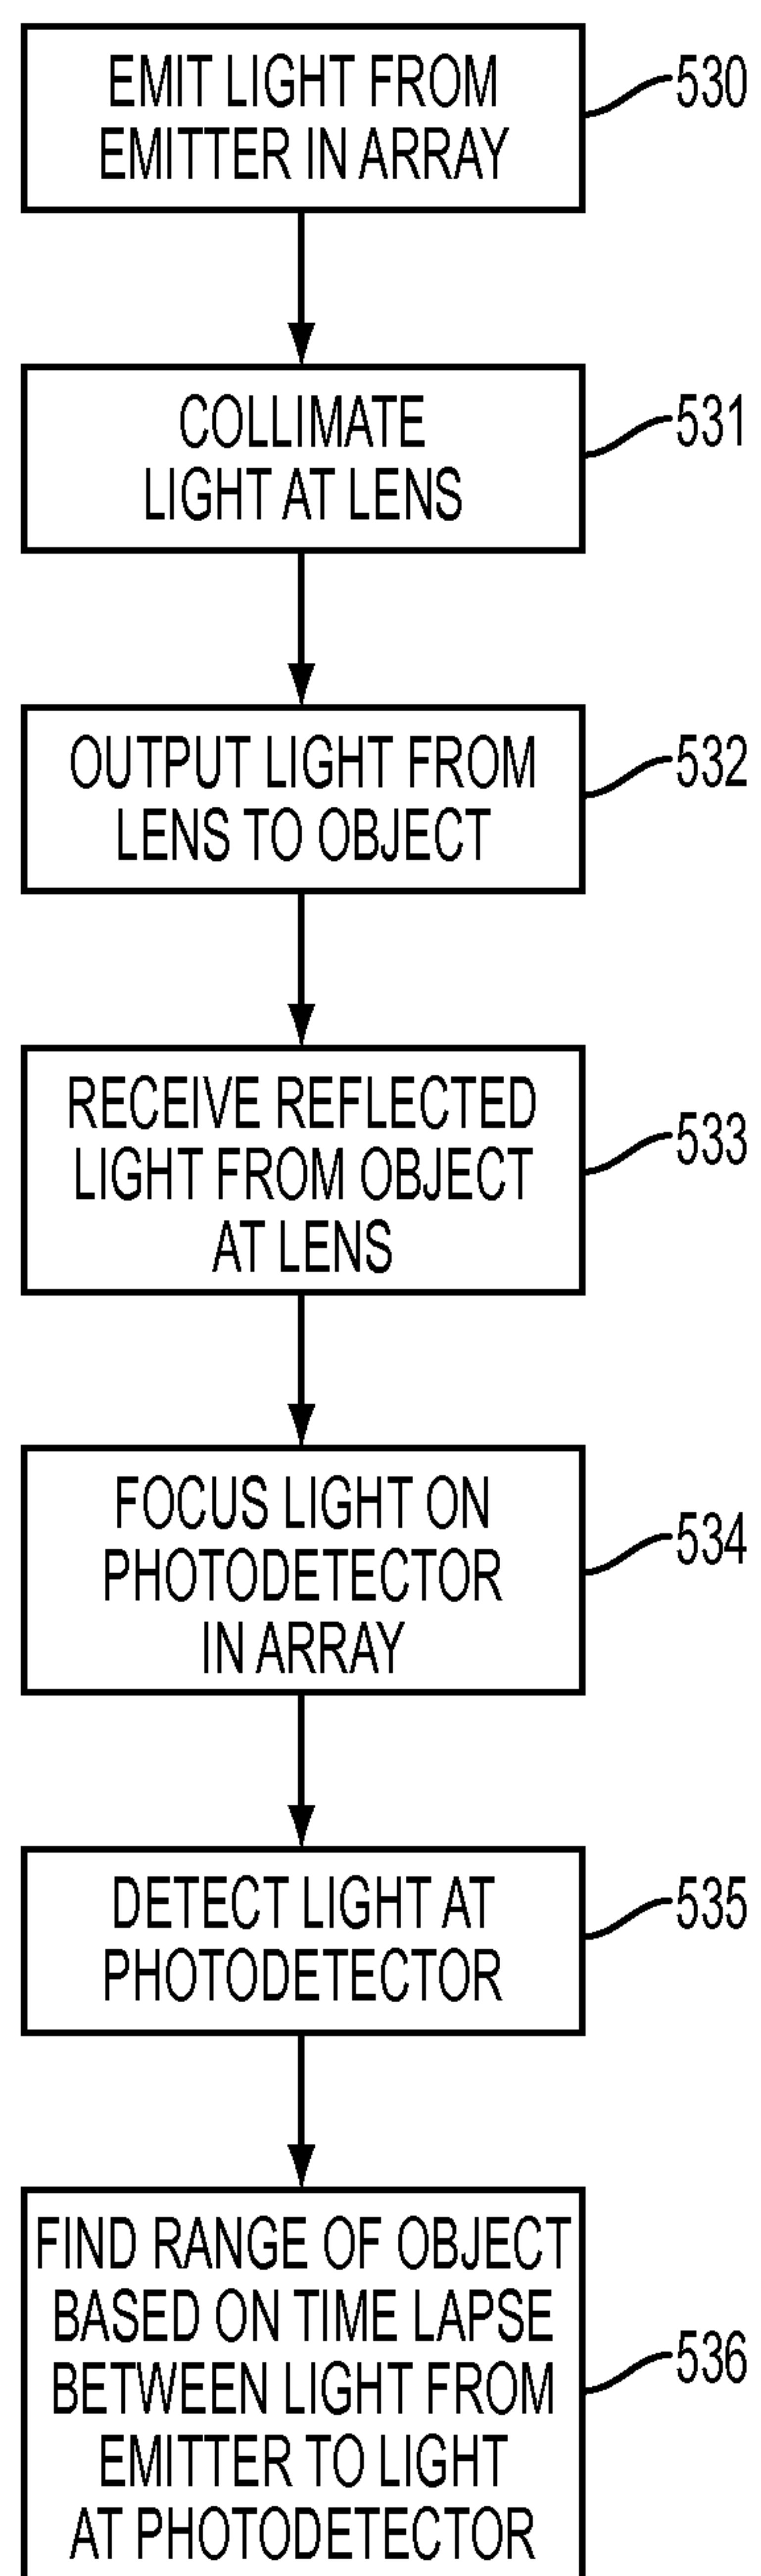 EMIT LIGHT FROM
EMITTER IN ARRAY
530
COLLIMATE
LIGHT AT LENS
531
OUTPUT LIGHT FROM
LENS TO OBJECT
532
RECEIVE REFLECTED
LIGHT FROM OBJECT
AT LENS
533
FOCUS LIGHT ON
PHOTODETECTOR
IN ARRAY
534
DETECT LIGHT AT
PHOTODETECTOR
535
FIND RANGE OF OBJECT
BASED ON TIME LAPSE
BETWEEN LIGHT FROM
EMITTER TO LIGHT
AT PHOTODETECTOR
536